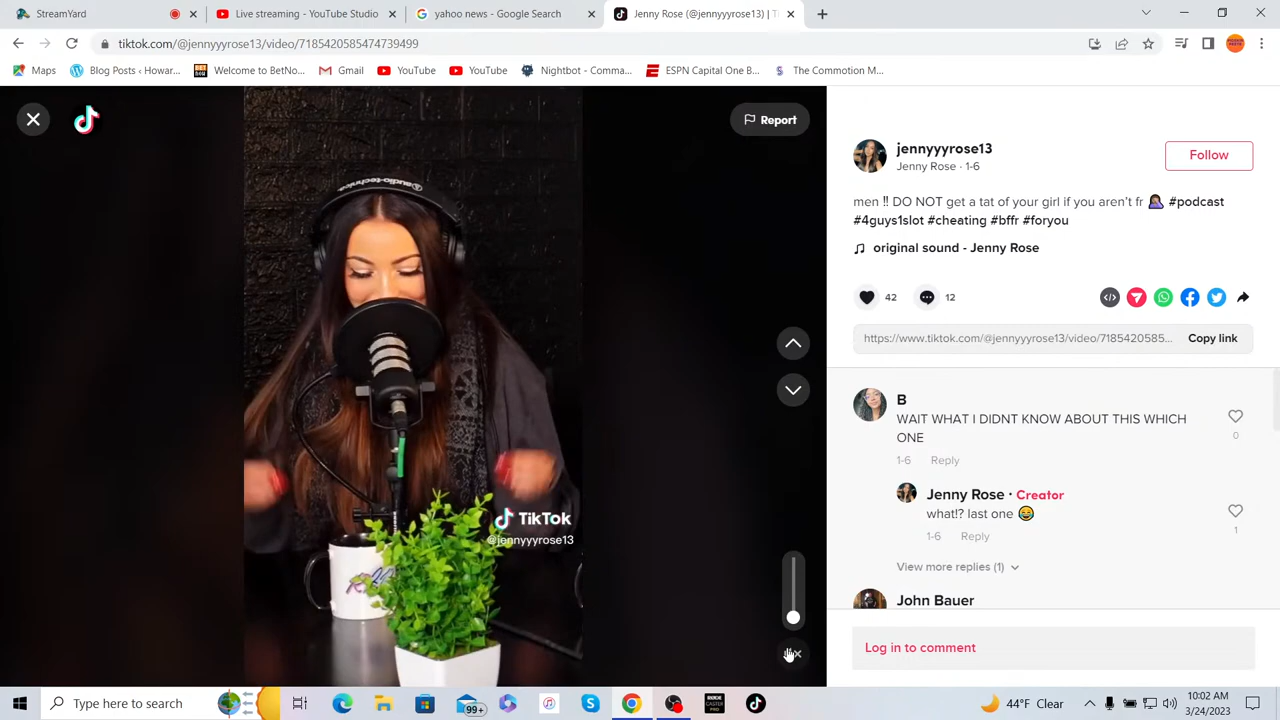 StreamYard
Live streaming - YouTube Studio
yahoo news - Google Search
Jenny Rose (@jennyyyrose13) | Ti
tiktok.com/@jennyyyrose13/video/7185420585474739499
Maps
Blog Posts ‹ Howar...
Welcome to BetNo...
Gmail
YouTube
YouTube
Nightbot - Comma...
ESPN Capital One B...
The Commotion M...
Report
audio-technica
TikTok
@jennyyyrose13
jennyyyrose13
Jenny Rose · 1-6
Follow
men ‼ DO NOT get a tat of your girl if you aren't fr 🤦🏽‍♀️ #podcast
#4guys1slot #cheating #bffr #foryou
original sound - Jenny Rose
42
12
https://www.tiktok.com/@jennyyyrose13/video/7185420585...
Copy link
B
WAIT WHAT I DIDNT KNOW ABOUT THIS WHICH
ONE
0
1-6 Reply
Jenny Rose · Creator
what!? last one 😂
1
1-6 Reply
View more replies (1)
John Bauer
Log in to comment
Type here to search
99+
CASTER
PRO
44°F Clear
10:02 AM
3/24/2023